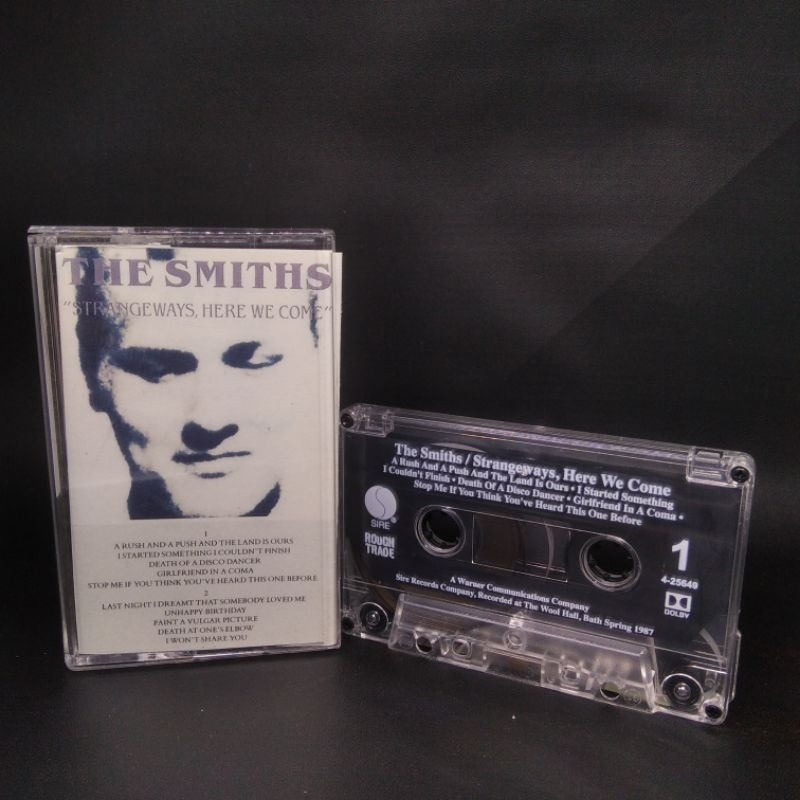 THE SMITHS
"STRANGEWAYS, HERE WE COME"
1
A RUSH AND A PUSH AND THE LAND IS OURS
I STARTED SOMETHING I COULDN'T FINISH
DEATH OF A DISCO DANCER
GIRLFRIEND IN A COMA
STOP ME IF YOU THINK YOU'VE HEARD THIS ONE BEFORE
2
LAST NIGHT I DREAMT THAT SOMEBODY LOVED ME
UNHAPPY BIRTHDAY
PAINT A VULGAR PICTURE
DEATH AT ONE'S ELBOW
I WON'T SHARE YOU
The Smiths / Strangeways, Here We Come
A Rush And A Push And The Land Is Ours • I Started Something
I Couldn't Finish • Death Of A Disco Dancer • Girlfriend In A Coma •
Stop Me If You Think You've Heard This One Before
SIRE
ROUGH
TRADE
1
4-25649
DOLBY
A Warner Communications Company
Sire Records Company, Recorded at The Wool Hall, Bath Spring 1987